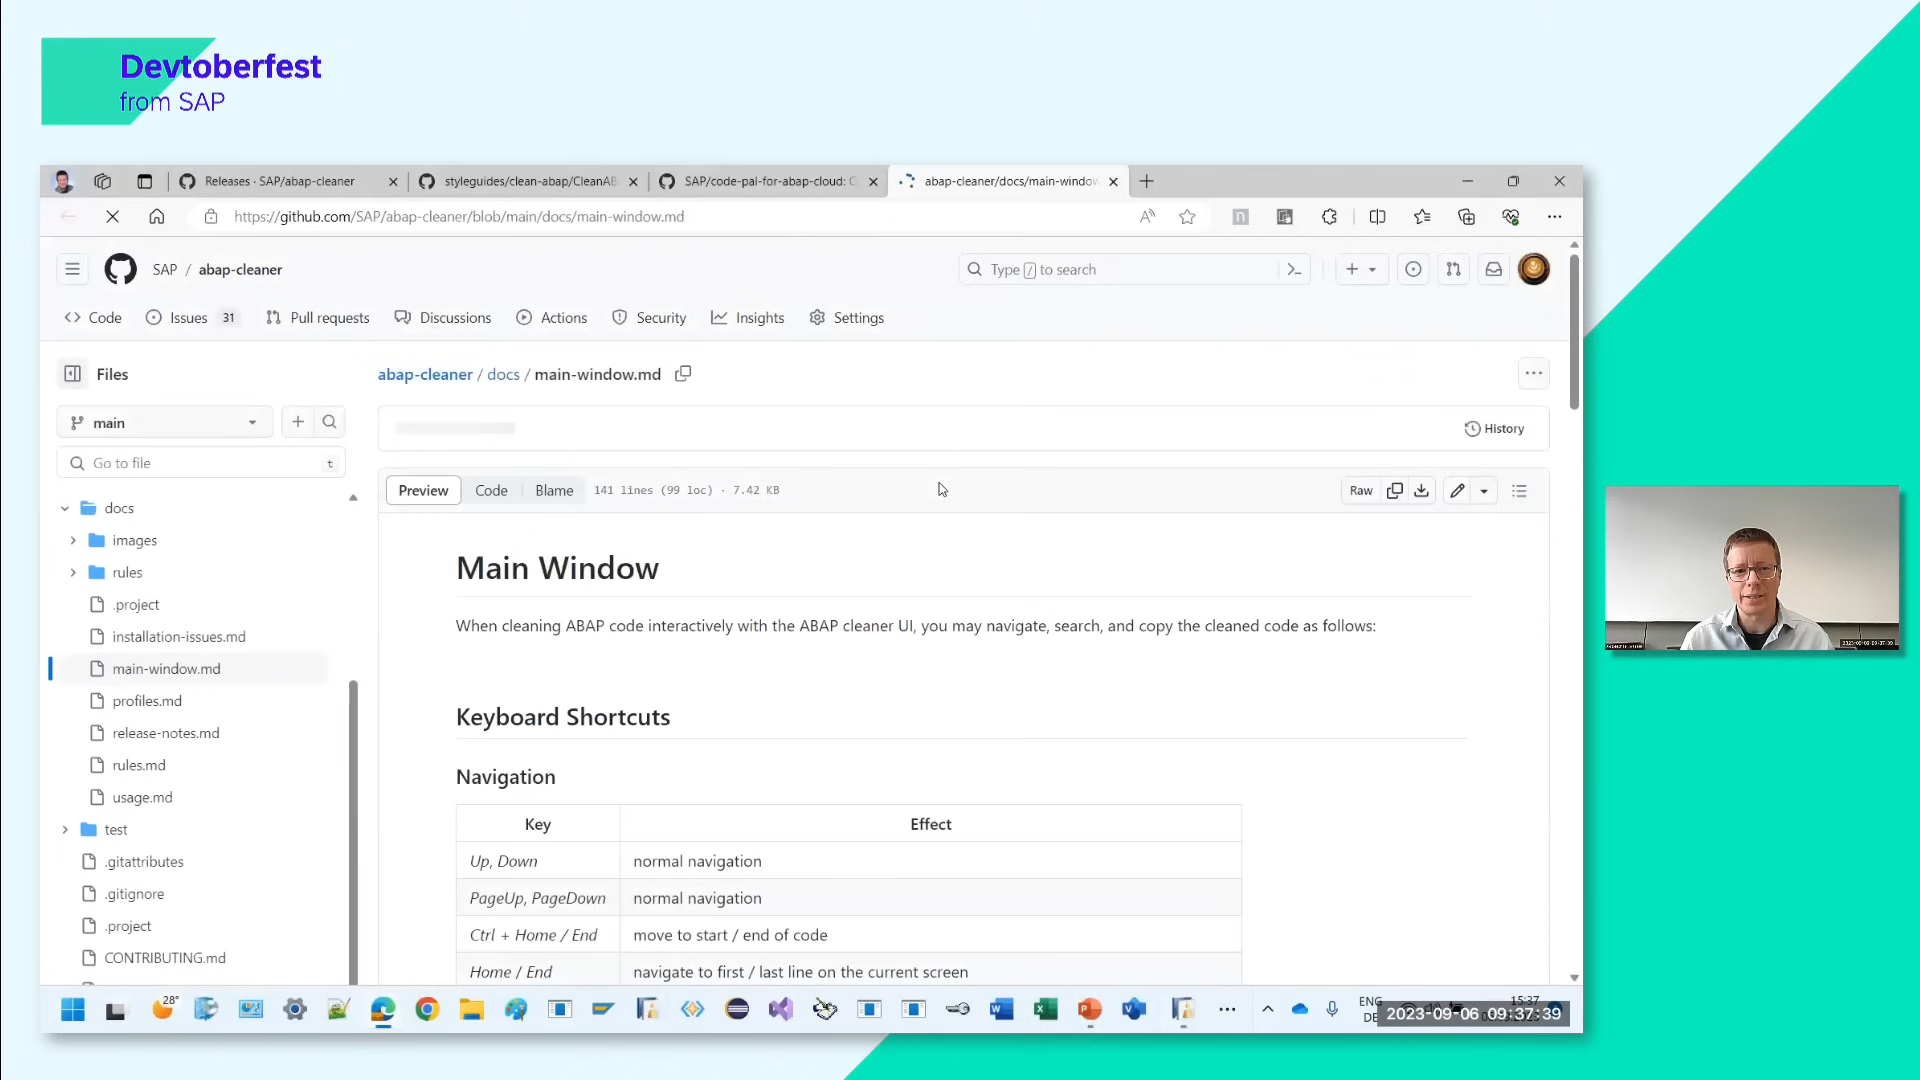 Devtoberfest
from SAP
Releases · SAP/abap-cleaner
styleguides/clean-abap/CleanAB
SAP/code-pal-for-abap-cloud: C
abap-cleaner/docs/main-window
https://github.com/SAP/abap-cleaner/blob/main/docs/main-window.md
SAP / abap-cleaner
Type / to search
Code
Issues 31
Pull requests
Discussions
Actions
Security
Insights
Settings
Files
abap-cleaner / docs / main-window.md
main
History
Go to file t
Preview Code Blame 141 lines (99 loc) · 7.42 KB
Raw
docs
images
rules
.project
installation-issues.md
main-window.md
profiles.md
release-notes.md
rules.md
usage.md
test
.gitattributes
.gitignore
.project
CONTRIBUTING.md
Main Window
When cleaning ABAP code interactively with the ABAP cleaner UI, you may navigate, search, and copy the cleaned code as follows:
Keyboard Shortcuts
Navigation
Key Effect
Up, Down normal navigation
PageUp, PageDown normal navigation
Ctrl + Home / End move to start / end of code
Home / End navigate to first / last line on the current screen
28°
ENG
DE
15:37
2023-09-06 09:37:39